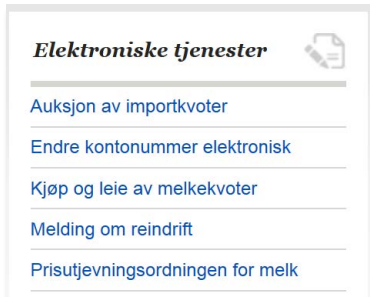 Elektroniske tjenester
Auksjon av importkvoter
Endre kontonummer elektronisk
Kjøp og leie av melkekvoter
Melding om reindrift
Prisutjevningsordningen for melk